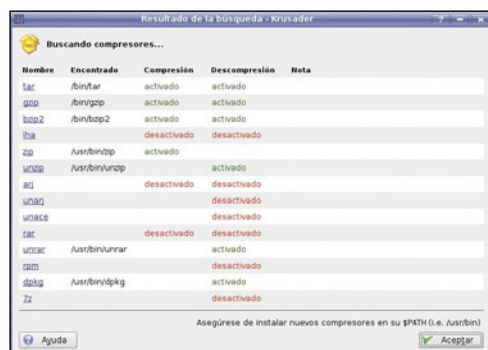 Resultado de la búsqueda - Krusader
Buscando compresores...
Nombre Encontrado Compresión Descompresión Nota
tar /bin/tar activado activado
gzip /bin/gzip activado activado
bzip2 /bin/bzip2 activado activado
lha desactivado desactivado
zip /usr/bin/zip activado
unzip /usr/bin/unzip activado
arj desactivado desactivado
unarj desactivado
unace desactivado
rar desactivado desactivado
unrar /usr/bin/unrar activado
rpm desactivado
dpkg /usr/bin/dpkg activado
7z desactivado
Asegúrese de instalar nuevos compresores en su $PATH (i.e. /usr/bin)
Ayuda Aceptar